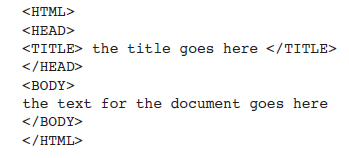 <HTML>
<HEAD>
<TITLE> the title goes here </TITLE>
</HEAD>
<BODY>
the text for the document goes here
</BODY>
</HTML>